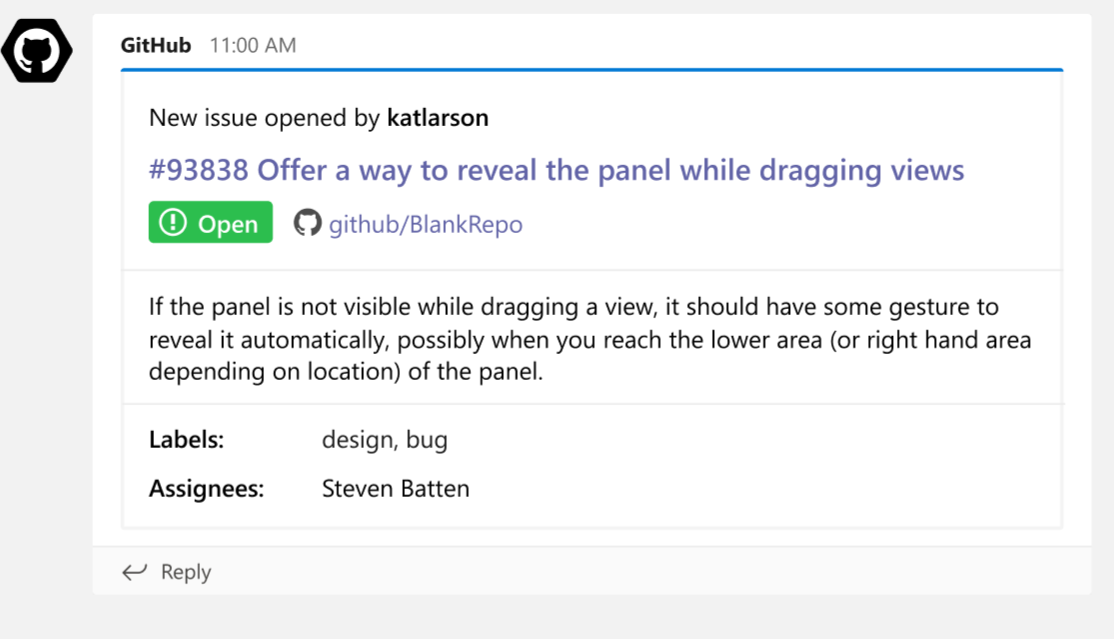 GitHub 11:00 AM
New issue opened by katlarson
#93838 Offer a way to reveal the panel while dragging views
Open github/BlankRepo
If the panel is not visible while dragging a view, it should have some gesture to
reveal it automatically, possibly when you reach the lower area (or right hand area
depending on location) of the panel.
Labels: design, bug
Assignees: Steven Batten
Reply